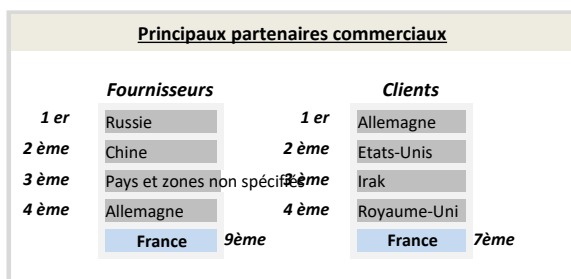 Principaux partenaires commerciaux
Fournisseurs Clients
1 er Russie 1 er Allemagne
2 ème Chine 2 ème Etats-Unis
3 ème Pays et zones non spécifiés 3 ème Irak
4 ème Allemagne 4 ème Royaume-Uni
France 9ème France 7ème